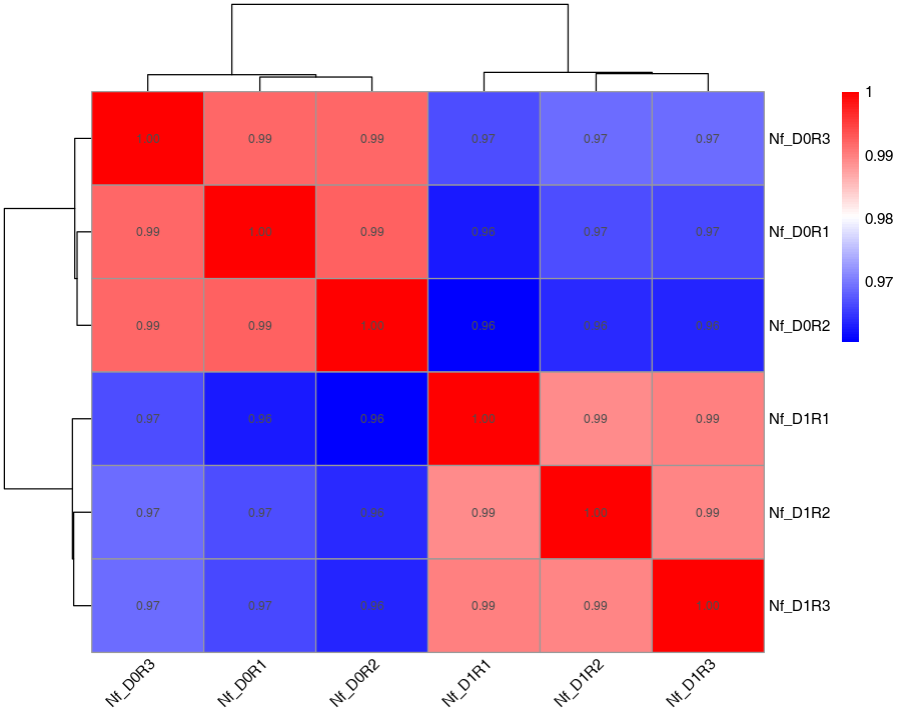 1.00 0.99 0.99 0.97 0.97 0.97 Nf_D0R3
0.99 1.00 0.99 0.96 0.97 0.97 Nf_D0R1
0.99 0.99 1.00 0.96 0.96 0.96 Nf_D0R2
0.97 0.96 0.96 1.00 0.99 0.99 Nf_D1R1
0.97 0.97 0.96 0.99 1.00 0.99 Nf_D1R2
0.97 0.97 0.96 0.99 0.99 1.00 Nf_D1R3
Nf_D0R3 Nf_D0R1 Nf_D0R2 Nf_D1R1 Nf_D1R2 Nf_D1R3
1
0.99
0.98
0.97